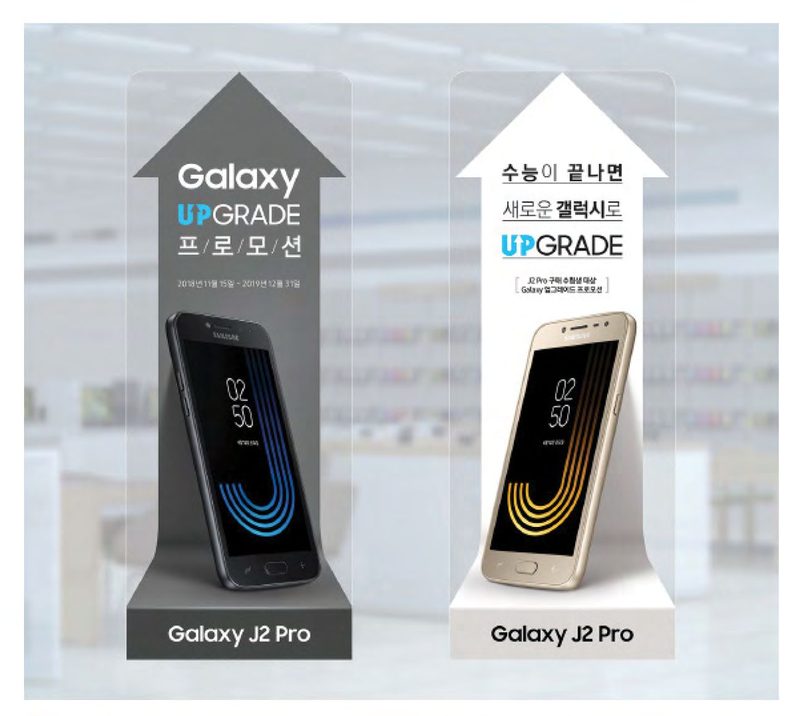 Galaxy
UPGRADE
프/로/모/션
2018년 11월 15일 ~ 2019년 12월 31일
SAMSUNG
02
50
Galaxy J2 Pro
수능이 끝나면
새로운 갤럭시로
UPGRADE
[ J2 Pro 구매 수험생 대상
Galaxy 업그레이드 프로모션 ]
SAMSUNG
02
50
Galaxy J2 Pro